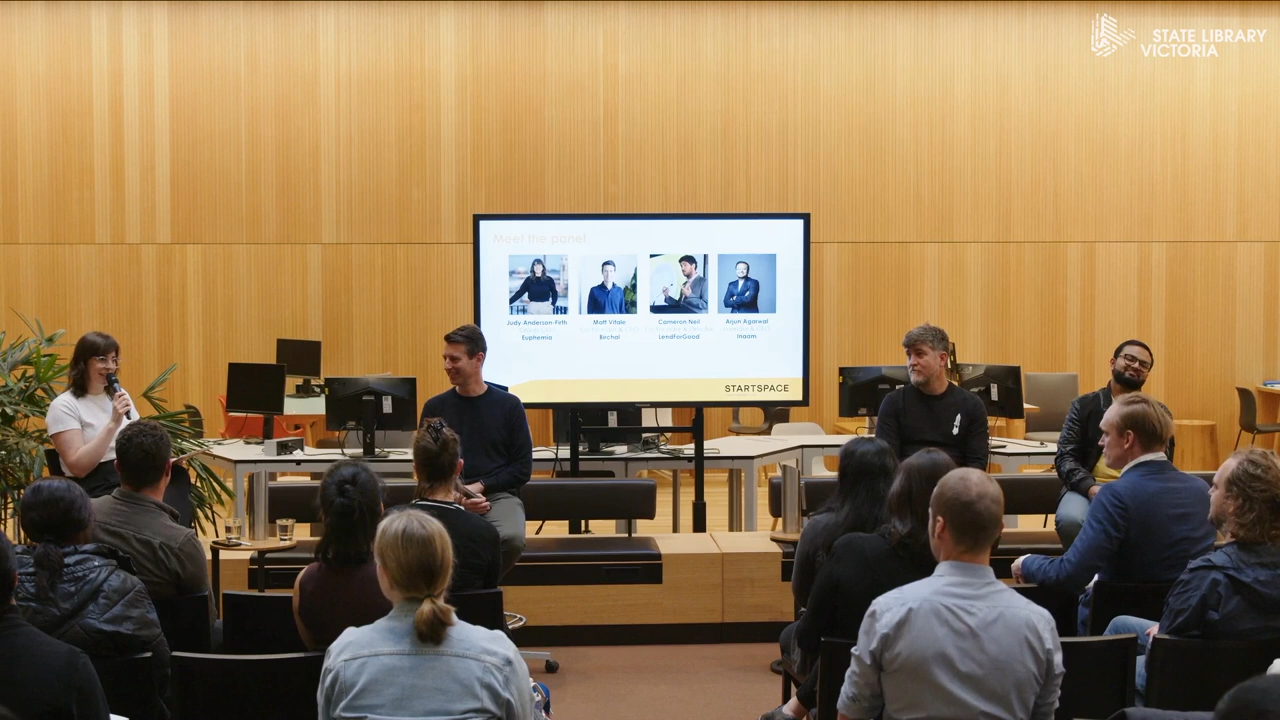 STATE LIBRARY
VICTORIA
Meet the panel
Judy Anderson-Firth
Euphemia
Matt Vitale
Birchal
Cameron Neil
LendForGood
Arjun Agarwal
Inaam
STARTSPACE